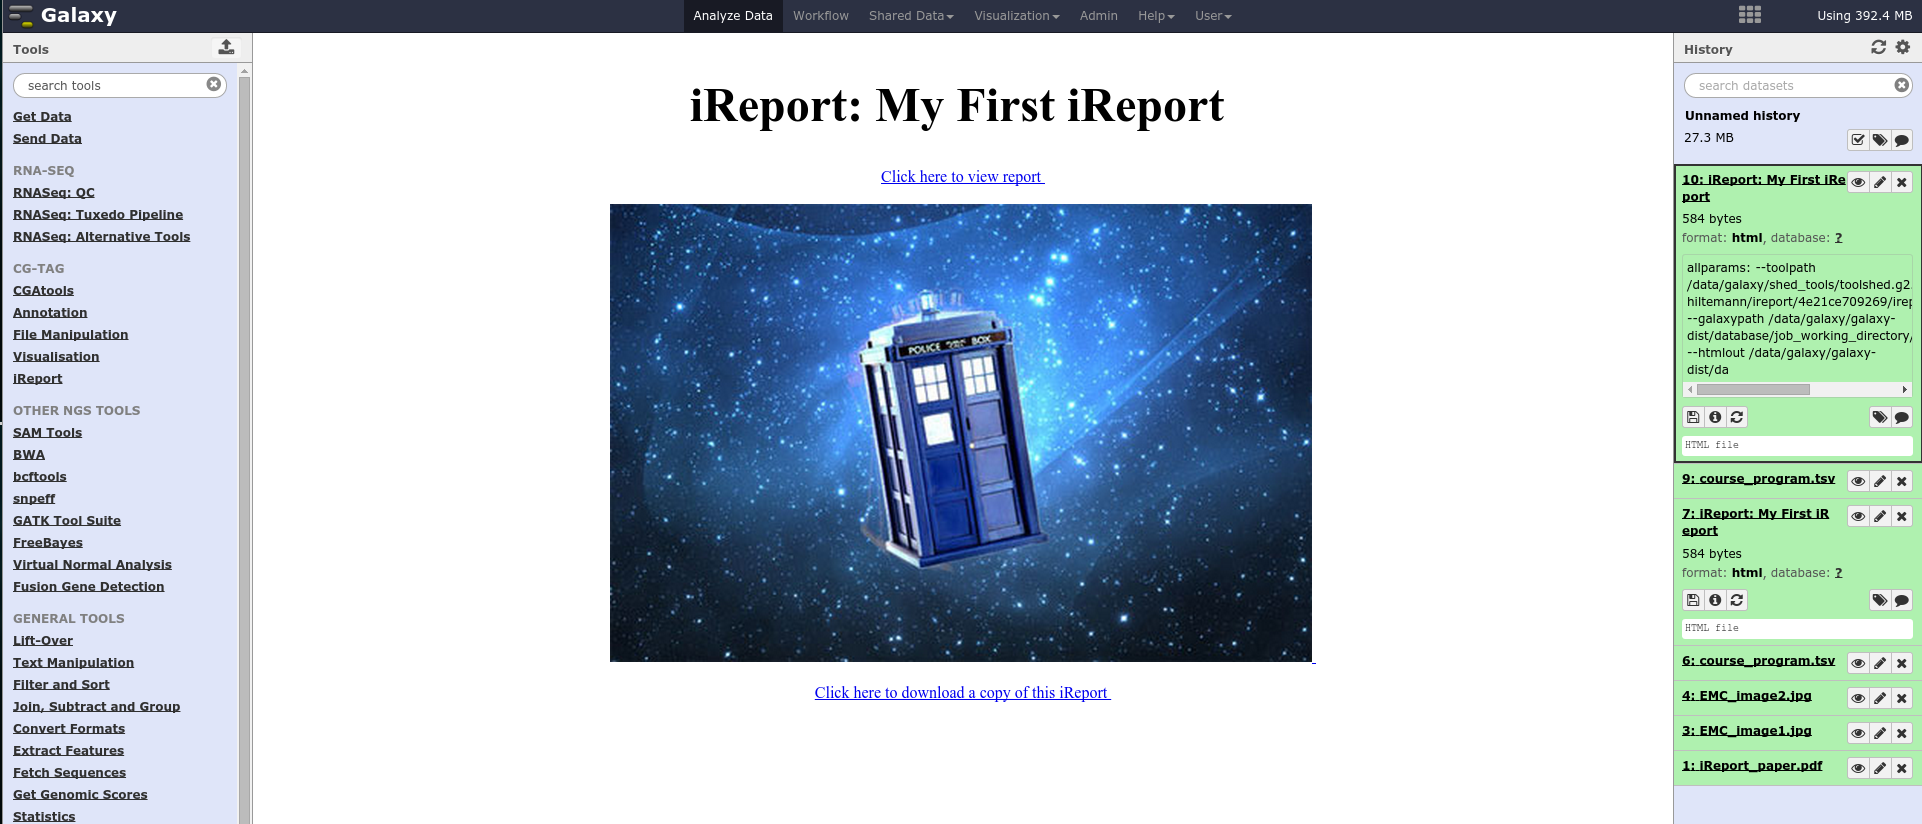 Galaxy
Analyze Data
Workflow
Shared Data
Visualization
Admin
Help
User
Using 392.4 MB
Tools
search tools
Get Data
Send Data
RNA-SEQ
RNASeq: QC
RNASeq: Tuxedo Pipeline
RNASeq: Alternative Tools
CG-TAG
CGAtools
Annotation
File Manipulation
Visualisation
iReport
OTHER NGS TOOLS
SAM Tools
BWA
bcftools
snpeff
GATK Tool Suite
FreeBayes
Virtual Normal Analysis
Fusion Gene Detection
GENERAL TOOLS
Lift-Over
Text Manipulation
Filter and Sort
Join, Subtract and Group
Convert Formats
Extract Features
Fetch Sequences
Get Genomic Scores
Statistics
iReport: My First iReport
Click here to view report
POLICE BOX
Click here to download a copy of this iReport
History
search datasets
Unnamed history
27.3 MB
10: iReport: My First iRe
port
584 bytes
format: html, database: ?
allparams: --toolpath
/data/galaxy/shed_tools/toolshed.g2.
hiltemann/ireport/4e21ce709269/irep
--galaxypath /data/galaxy/galaxy-
dist/database/job_working_directory/
--htmlout /data/galaxy/galaxy-
dist/da
HTML file
9: course_program.tsv
7: iReport: My First iR
eport
584 bytes
format: html, database: ?
HTML file
6: course_program.tsv
4: EMC_image2.jpg
3: EMC_image1.jpg
1: iReport_paper.pdf